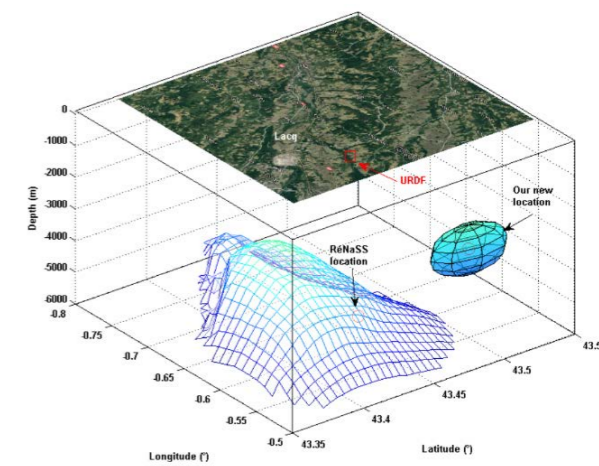 Lacq
URDF
Our new
location
RéNaSS
location
Depth (m)
0
-1000
-2000
-3000
-4000
-5000
6000
-0.8
-0.75
-0.7
-0.65
-0.6
-0.55
-0.5
Longitude (°)
43.35
43.4
43.45
43.5
43.5
Latitude (°)